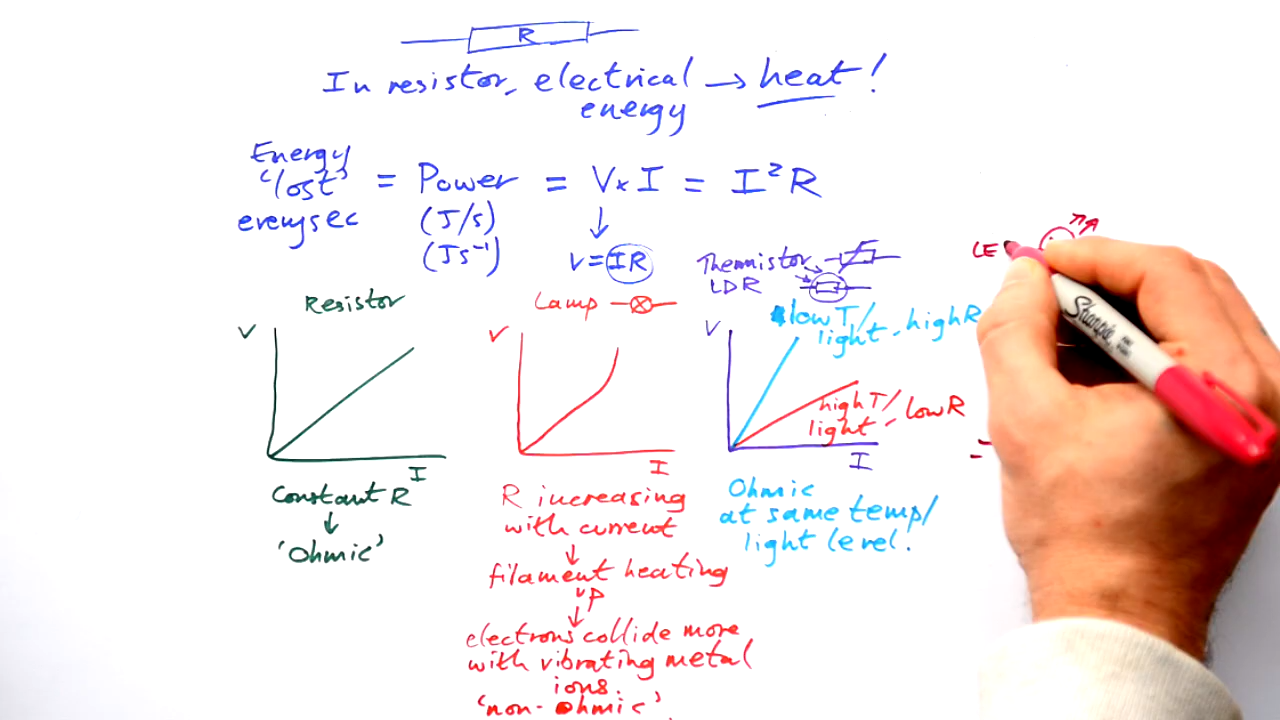 R
In resistor, electrical → heat!
energy
Energy
'lost'
every sec
= Power = V x I = I²R
(J/s)
(Js⁻¹)
↓
V = IR
Resistor
V
I
Constant R
↓
'Ohmic'
Lamp
V
I
R increasing
with current
↓
filament heating
up
↓
electrons collide more
with vibrating metal
ions.
'non-ohmic'
Thermistor
LDR
V
low T/
light, high R
high T/
light, low R
I
Ohmic
at same temp/
light level.
LE
Sharpie